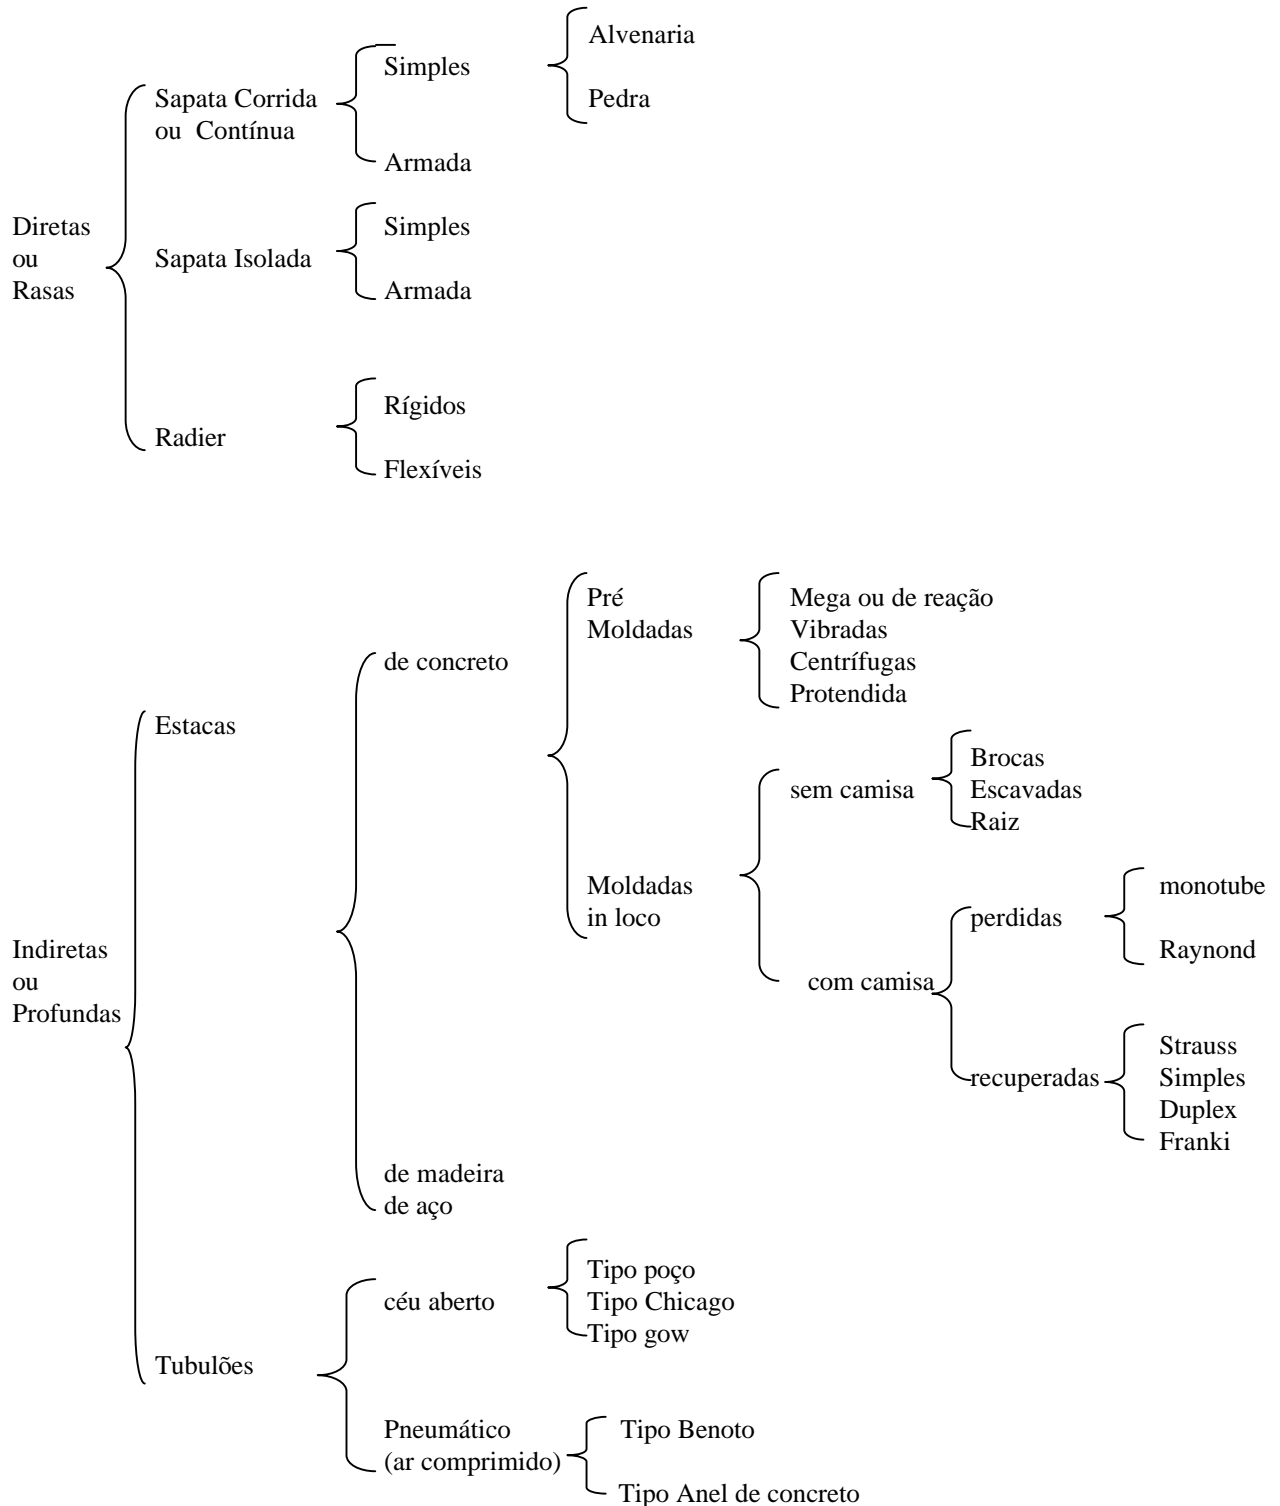 Diretas
ou
Rasas
Sapata Corrida
ou Contínua
Simples
Alvenaria
Pedra
Armada
Sapata Isolada
Simples
Armada
Radier
Rígidos
Flexíveis
Indiretas
ou
Profundas
Estacas
de concreto
Pré
Moldadas
Mega ou de reação
Vibradas
Centrífugas
Protendida
Moldadas
in loco
sem camisa
Brocas
Escavadas
Raiz
com camisa
perdidas
monotube
Raynond
recuperadas
Strauss
Simples
Duplex
Franki
de madeira
de aço
Tubulões
céu aberto
Tipo poço
Tipo Chicago
Tipo gow
Pneumático
(ar comprimido)
Tipo Benoto
Tipo Anel de concreto